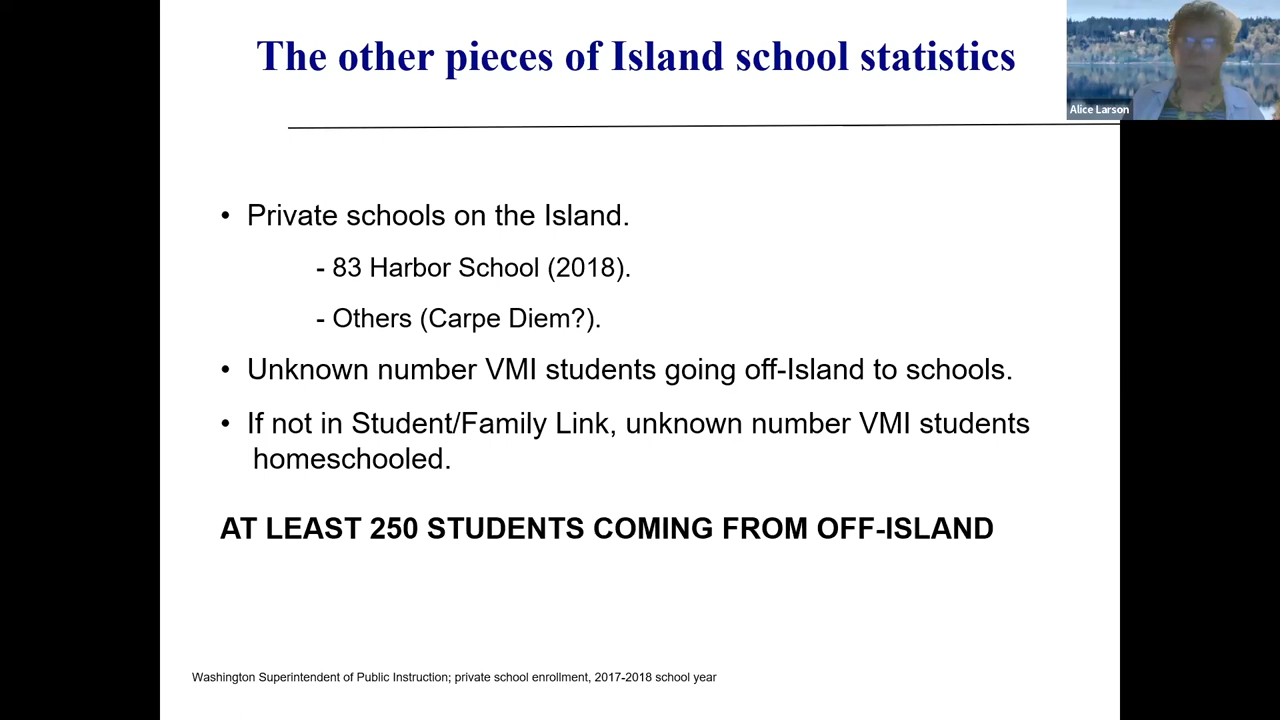 The other pieces of Island school statistics
Alice Larson
• Private schools on the Island.
- 83 Harbor School (2018).
- Others (Carpe Diem?).
• Unknown number VMI students going off-Island to schools.
• If not in Student/Family Link, unknown number VMI students
homeschooled.
AT LEAST 250 STUDENTS COMING FROM OFF-ISLAND
Washington Superintendent of Public Instruction; private school enrollment, 2017-2018 school year